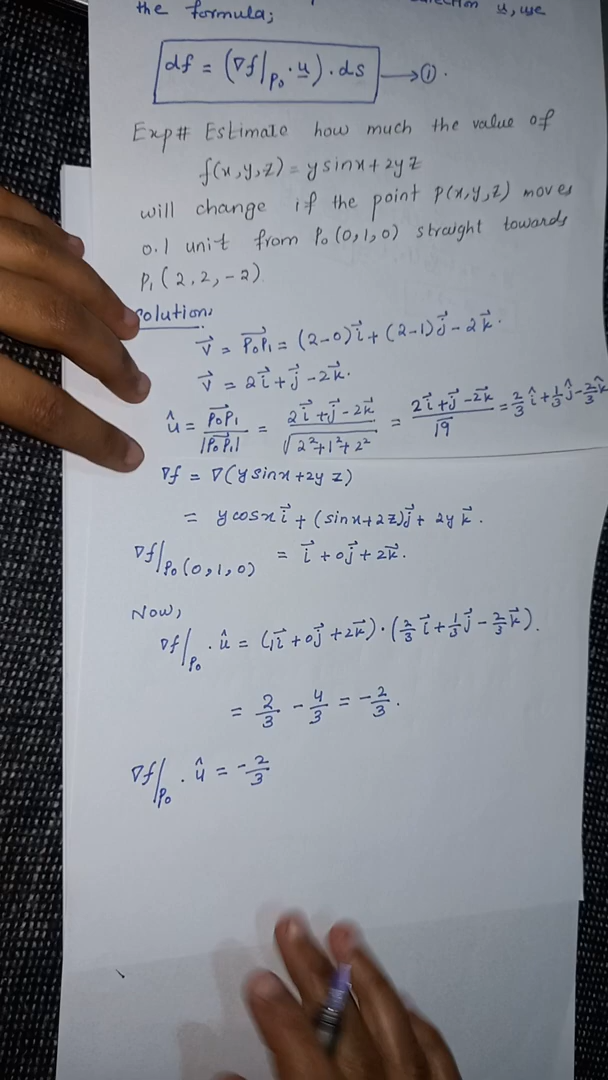 the formula; u, we
df = (∇f|P₀ · u) · ds → ①.
Exp# Estimate how much the value of
f(x,y,z) = y sinx + 2yz
will change if the point P(x,y,z) moves
0.1 unit from P₀(0,1,0) straight towards
P₁(2,2,-2)
Solution:
v⃗ = P₀P₁⃗ = (2-0)i⃗ + (2-1)j⃗ - 2k⃗.
v⃗ = 2i⃗ + j⃗ - 2k⃗.
û = P₀P₁⃗/|P₀P₁⃗| = (2i⃗ + j⃗ - 2k⃗)/√(2²+1²+2²) = (2i⃗ + j⃗ - 2k⃗)/√9 = 2/3 î + 1/3 ĵ - 2/3 k̂
∇f = ∇(y sinx + 2y z)
= y cosx i⃗ + (sinx + 2z)j⃗ + 2y k⃗.
∇f|P₀(0,1,0) = i⃗ + 0j⃗ + 2k⃗.
Now,
∇f|P₀ · û = (1i⃗ + 0j⃗ + 2k⃗) · (2/3 i⃗ + 1/3 j⃗ - 2/3 k⃗).
= 2/3 - 4/3 = -2/3.
∇f|P₀ · û = -2/3